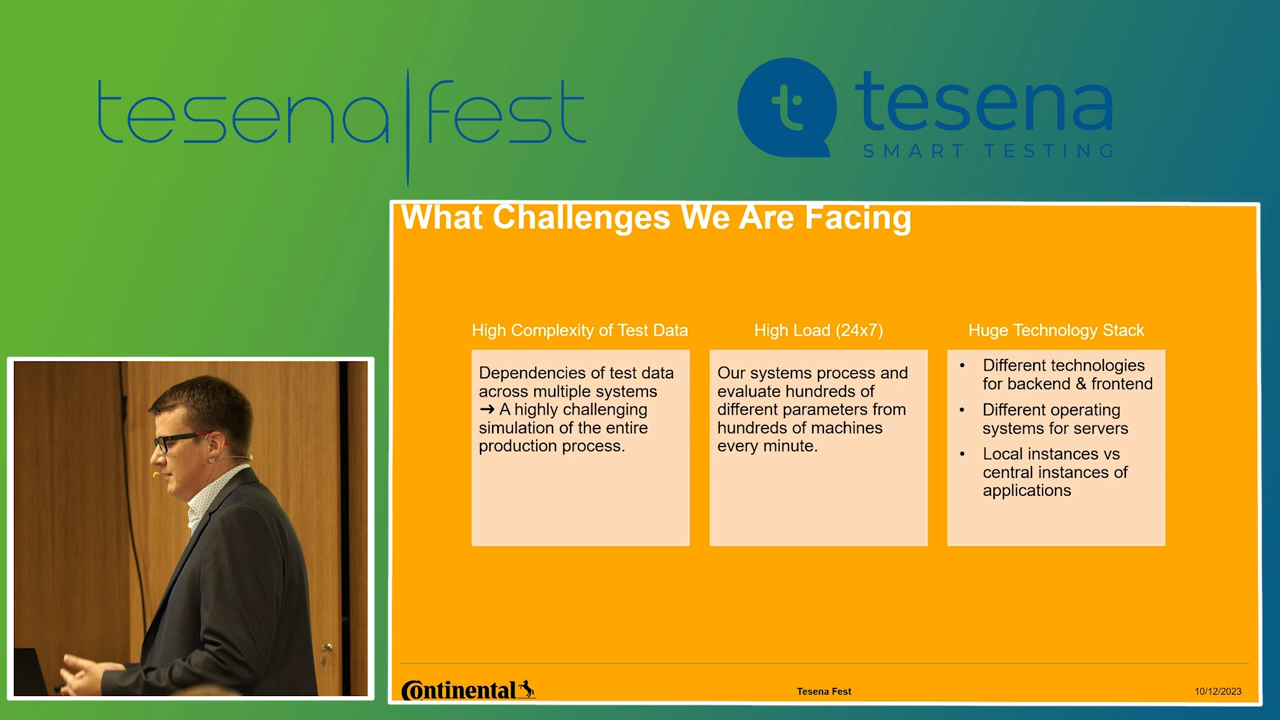 tesena|fest
t tesena
SMART TESTING
What Challenges We Are Facing
High Complexity of Test Data
Dependencies of test data
across multiple systems
➔ A highly challenging
simulation of the entire
production process.
High Load (24x7)
Our systems process and
evaluate hundreds of
different parameters from
hundreds of machines
every minute.
Huge Technology Stack
• Different technologies
for backend & frontend
• Different operating
systems for servers
• Local instances vs
central instances of
applications
Continental
Tesena Fest
10/12/2023